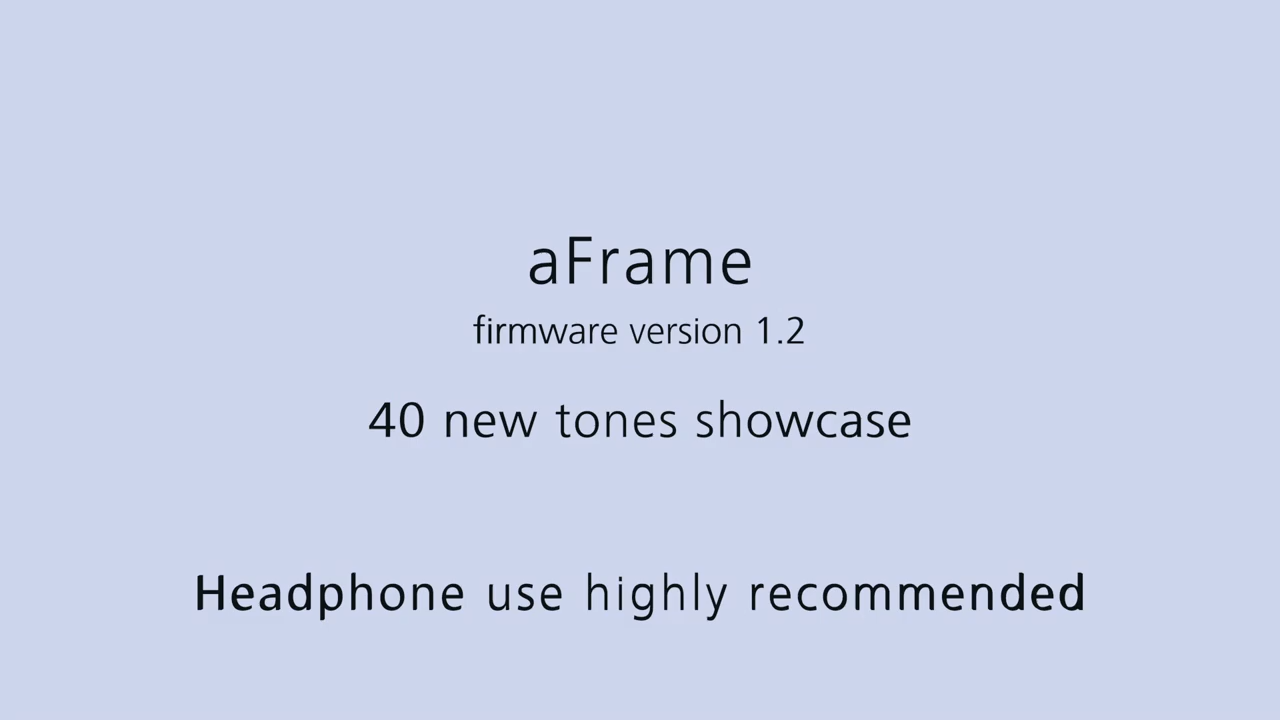 aFrame
firmware version 1.2
40 new tones showcase
Headphone use highly recommended